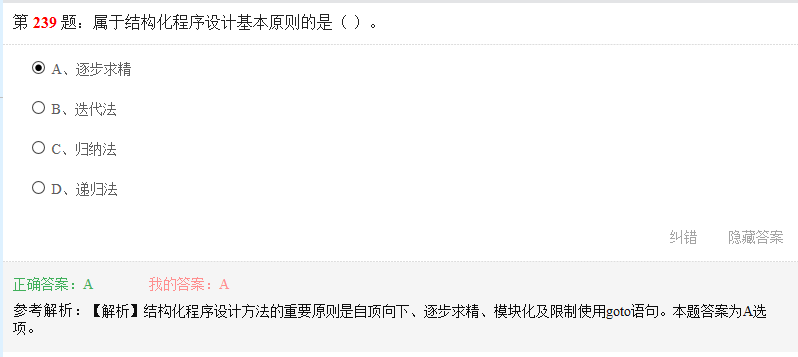 第 239 题：属于结构化程序设计基本原则的是（ ）。
A、逐步求精
B、迭代法
C、归纳法
D、递归法
纠错 隐藏答案
正确答案：A 我的答案：A
参考解析：【解析】结构化程序设计方法的重要原则是自顶向下、逐步求精、模块化及限制使用goto语句。本题答案为A选
项。